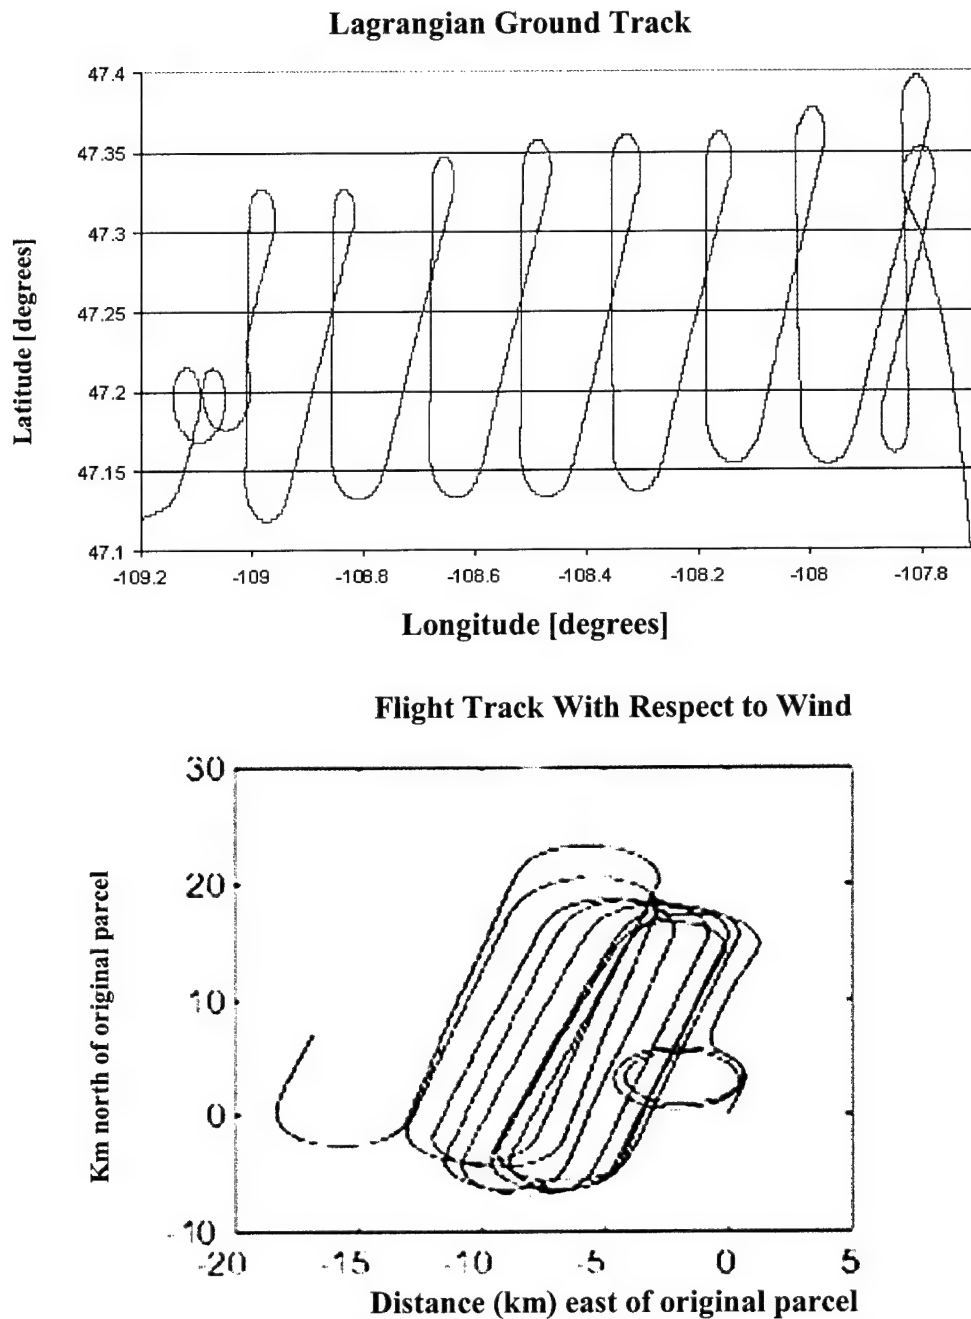 Lagrangian Ground Track
47.4
47.35
47.3
47.25
47.2
47.15
47.1
Latitude [degrees]
-109.2 -109 -108.8 -108.6 -108.4 -108.2 -108 -107.8
Longitude [degrees]
Flight Track With Respect to Wind
30
20
10
0
-10
Km north of original parcel
-20 -15 -10 -5 0 5
Distance (km) east of original parcel